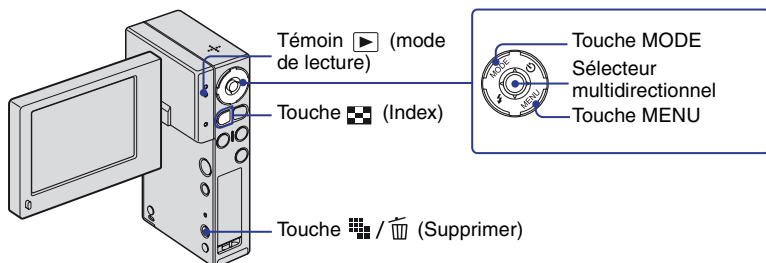 Témoin ▶ (mode
de lecture)
Touche (Index)
Touche / (Supprimer)
Touche MODE
Sélecteur
multidirectionnel
Touche MENU
MODE
MENU